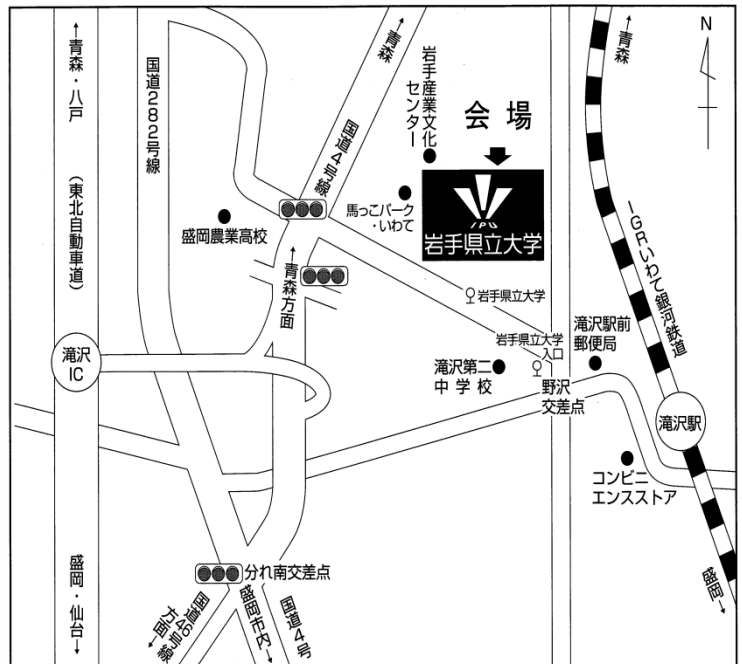 ←青森・八戸
（東北自動車道）
滝沢
IC
盛岡・仙台→
国道282号線
盛岡農業高校
←青森
国道4号線
←青森方面
岩手産業文化
センター
馬っこパーク
・いわて
会場
IPU
岩手県立大学
岩手県立大学
岩手県立大学
入口
滝沢第二
中学校
野沢
交差点
滝沢駅前
郵便局
コンビニ
エンスストア
←青森
IGRいわて銀河鉄道
滝沢駅
盛岡→
N
分れ南交差点
国道46号線
方面→
盛岡市内→
国道4号